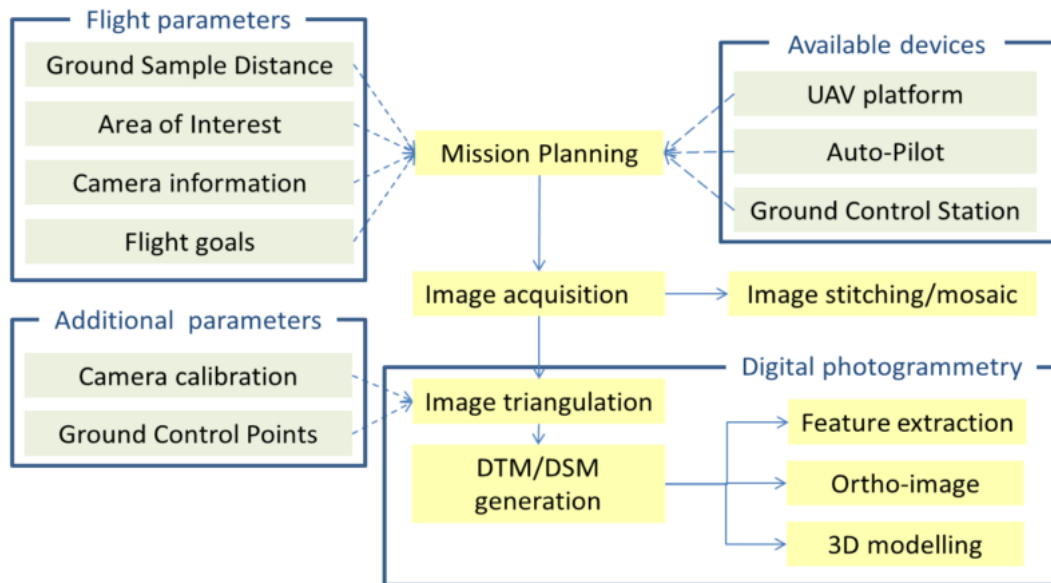 Flight parameters
Ground Sample Distance
Area of Interest
Camera information
Flight goals
Available devices
UAV platform
Auto-Pilot
Ground Control Station
Mission Planning
Image acquisition
Image stitching/mosaic
Additional parameters
Camera calibration
Ground Control Points
Digital photogrammetry
Image triangulation
DTM/DSM
generation
Feature extraction
Ortho-image
3D modelling